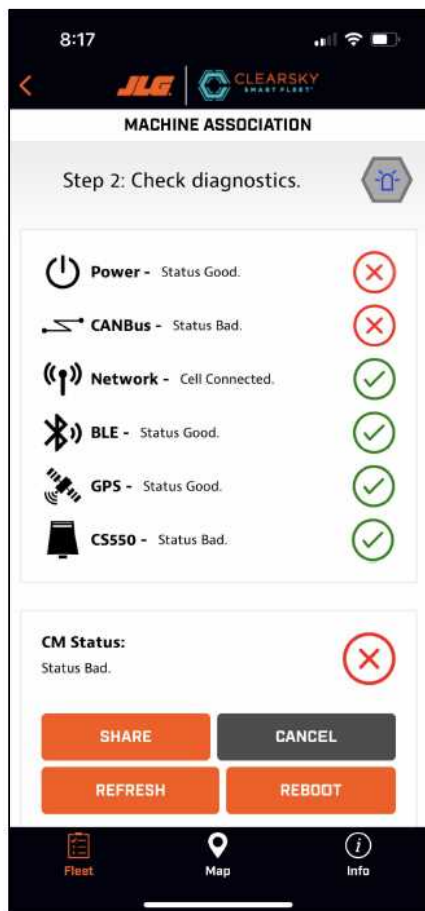 8:17
JLG CLEARSKY
SMART FLEET
MACHINE ASSOCIATION
Step 2: Check diagnostics.
Power - Status Good.
CANBus - Status Bad.
Network - Cell Connected.
BLE - Status Good.
GPS - Status Good.
CS550 - Status Bad.
CM Status:
Status Bad.
SHARE CANCEL
REFRESH REBOOT
Fleet Map Info